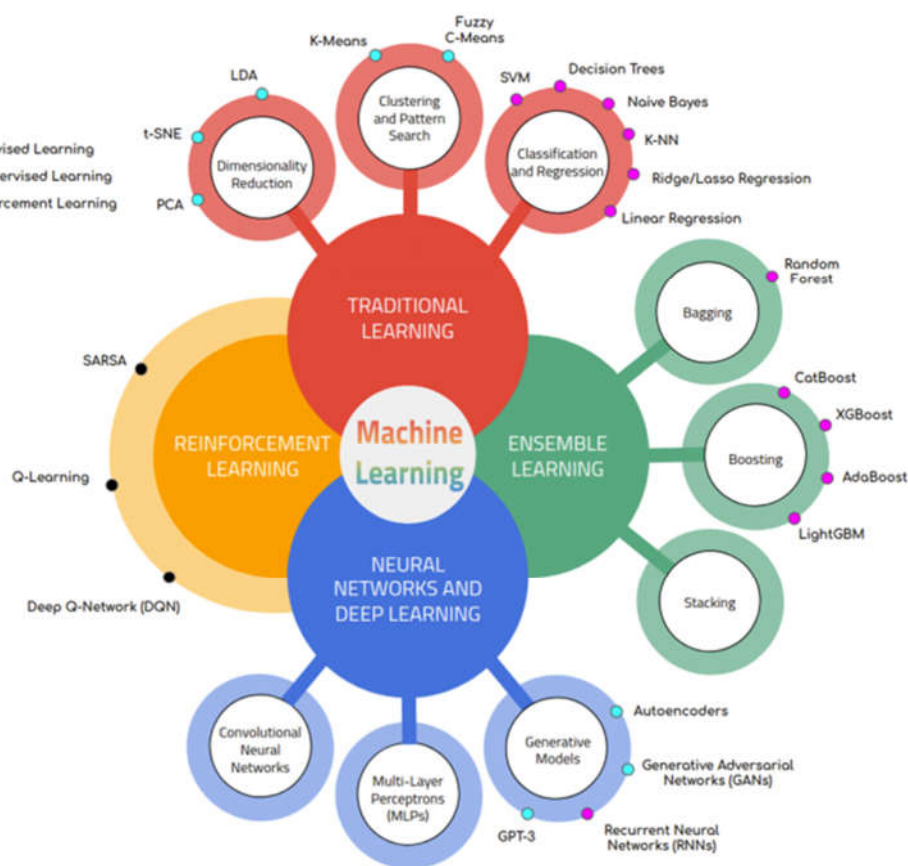 Fuzzy
C-Means
K-Means
LDA
SVM
Decision Trees
Clustering
and Pattern
Search
Naive Bayes
t-SNE
K-NN
Learning
Dimensionality
Reduction
Classification
and Regression
Learning
Ridge/Lasso Regression
Learning
PCA
Linear Regression
Random
Forest
TRADITIONAL
LEARNING
Bagging
SARSA
CatBoost
XGBoost
Machine
Learning
REINFORCEMENT
LEARNING
ENSEMBLE
LEARNING
Boosting
Q-Learning
AdaBoost
LightGBM
NEURAL
NETWORKS AND
DEEP LEARNING
Deep Q-Network (DQN)
Stacking
Autoencoders
Convolutional
Neural
Networks
Generative
Models
Generative Adversarial
Networks (GANs)
Multi-Layer
Perceptrons
(MLPs)
GPT-3
Recurrent Neural
Networks (RNNs)